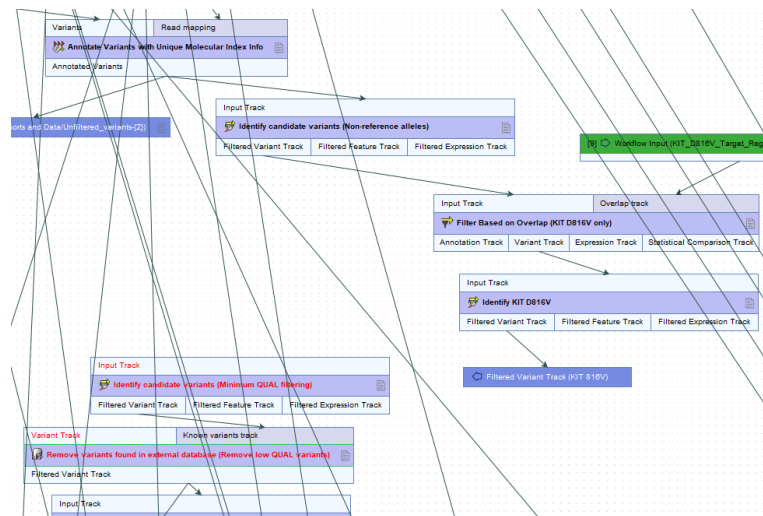 Variants Read mapping
Annotate Variants with Unique Molecular Index Info
Annotated Variants
Input Track
orts and Data/Unfiltered_variants-{2})
Identify candidate variants (Non-reference alleles)
Filtered Variant Track Filtered Feature Track Filtered Expression Track
[9] Workflow Input (KIT_D816V_Target_Reg
Input Track Overlap track
Filter Based on Overlap (KIT D816V only)
Annotation Track Variant Track Expression Track Statistical Comparison Track
Input Track
Identify KIT D816V
Filtered Variant Track Filtered Feature Track Filtered Expression Track
Input Track
Filtered Variant Track (KIT 816V)
Identify candidate variants (Minimum QUAL filtering)
Filtered Variant Track Filtered Feature Track Filtered Expression Track
Variant Track Known variants track
Remove variants found in external database (Remove low QUAL variants)
Filtered Variant Track
Input Track